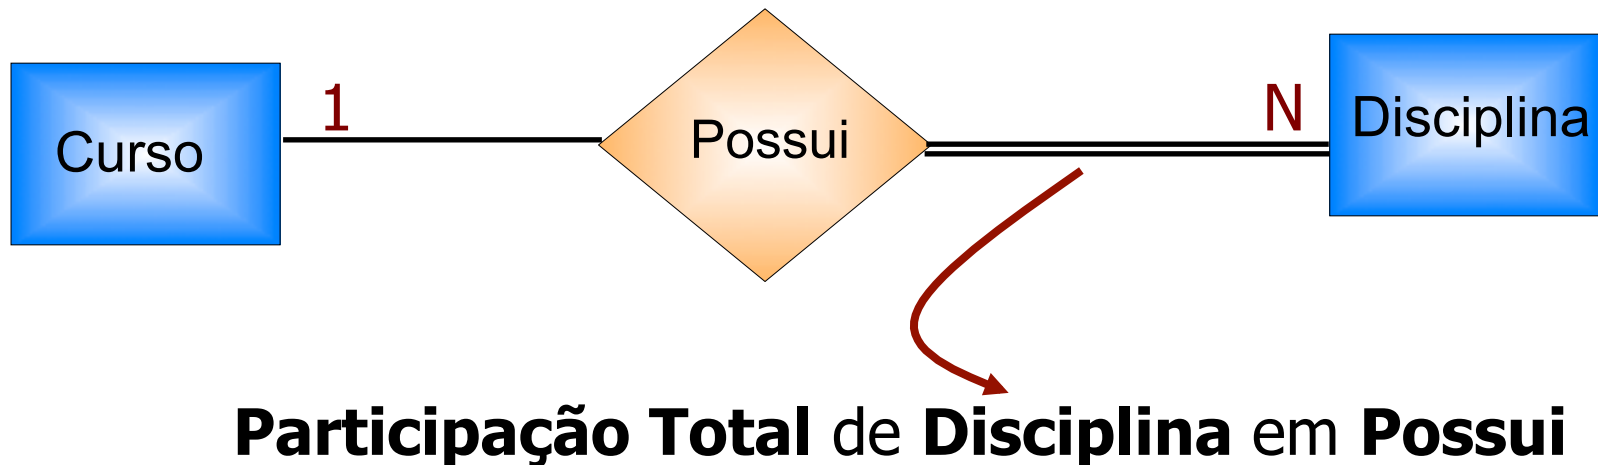 Curso
1
Possui
N
Disciplina
Participação Total de Disciplina em Possui